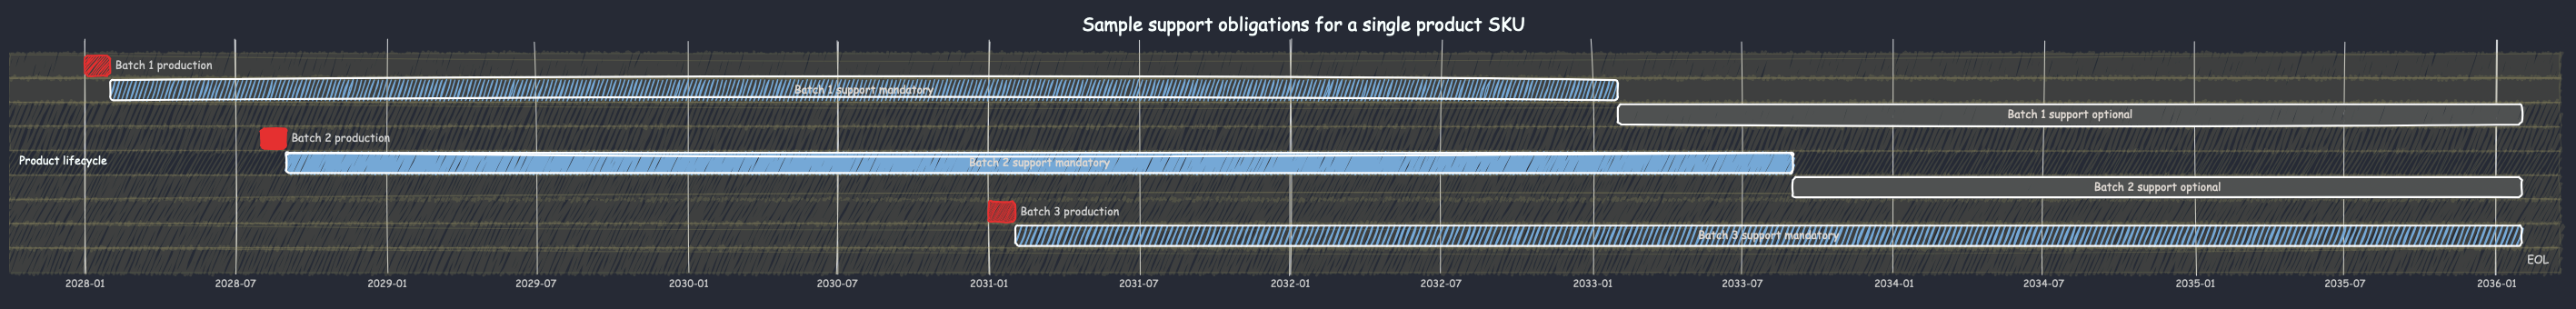 Sample support obligations for a single product SKU
Batch 1 production
Batch 1 support mandatory
Batch 1 support optional
Batch 2 production
Product lifecycle
Batch 2 support mandatory
Batch 2 support optional
Batch 3 production
Batch 3 support mandatory
EOL
2028-01 2028-07 2029-01 2029-07 2030-01 2030-07 2031-01 2031-07 2032-01 2032-07 2033-01 2033-07 2034-01 2034-07 2035-01 2035-07 2036-01